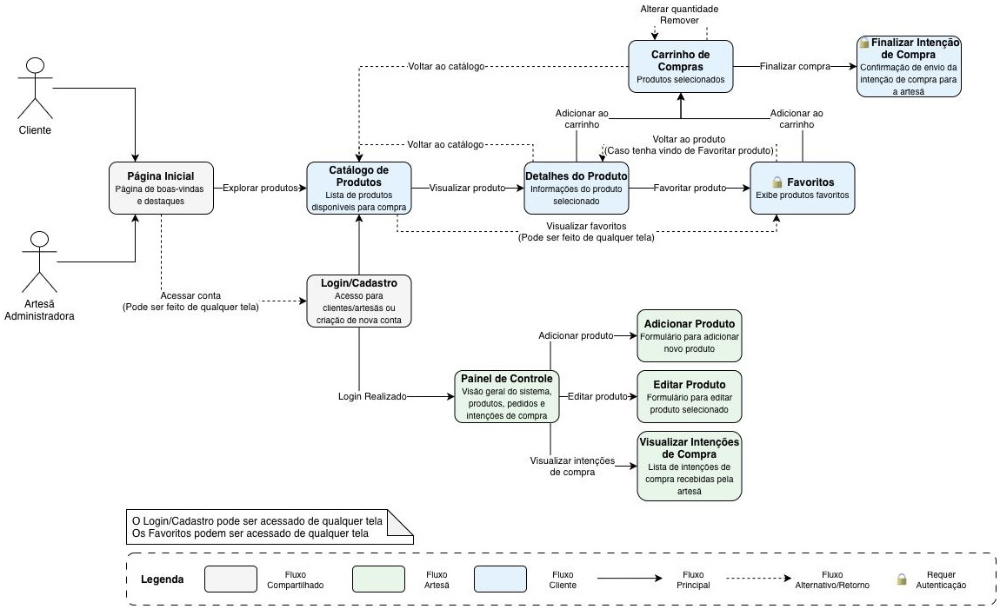 Alterar quantidade
Remover
Carrinho de
Compras
Produtos selecionados
Finalizar compra
Finalizar Intenção
de Compra
Confirmação de envio da
intenção de compra para
a artesã
Voltar ao catálogo
Cliente
Adicionar ao
carrinho
Adicionar ao
carrinho
Voltar ao catálogo
Voltar ao produto
(Caso tenha vindo de Favoritar produto)
Página Inicial
Página de boas-vindas
e destaques
Explorar produtos
Catálogo de
Produtos
Lista de produtos
disponíveis para compra
Visualizar produto
Detalhes do Produto
Informações do produto
selecionado
Favoritar produto
Favoritos
Exibe produtos favoritos
Visualizar favoritos
(Pode ser feito de qualquer tela)
Artesã
Administradora
Acessar conta
(Pode ser feito de qualquer tela)
Login/Cadastro
Acesso para
clientes/artesãs ou
criação de nova conta
Login Realizado
Painel de Controle
Visão geral do sistema,
produtos, pedidos e
intenções de compra
Adicionar produto
Adicionar Produto
Formulário para adicionar
novo produto
Editar produto
Editar Produto
Formulário para editar
produto selecionado
Visualizar intenções
de compra
Visualizar Intenções
de Compra
Lista de intenções de
compra recebidas pela
artesã
O Login/Cadastro pode ser acessado de qualquer tela
Os Favoritos podem ser acessado de qualquer tela
Legenda
Fluxo
Compartilhado
Fluxo
Artesã
Fluxo
Cliente
Fluxo
Principal
Fluxo
Alternativo/Retorno
Requer
Autenticação